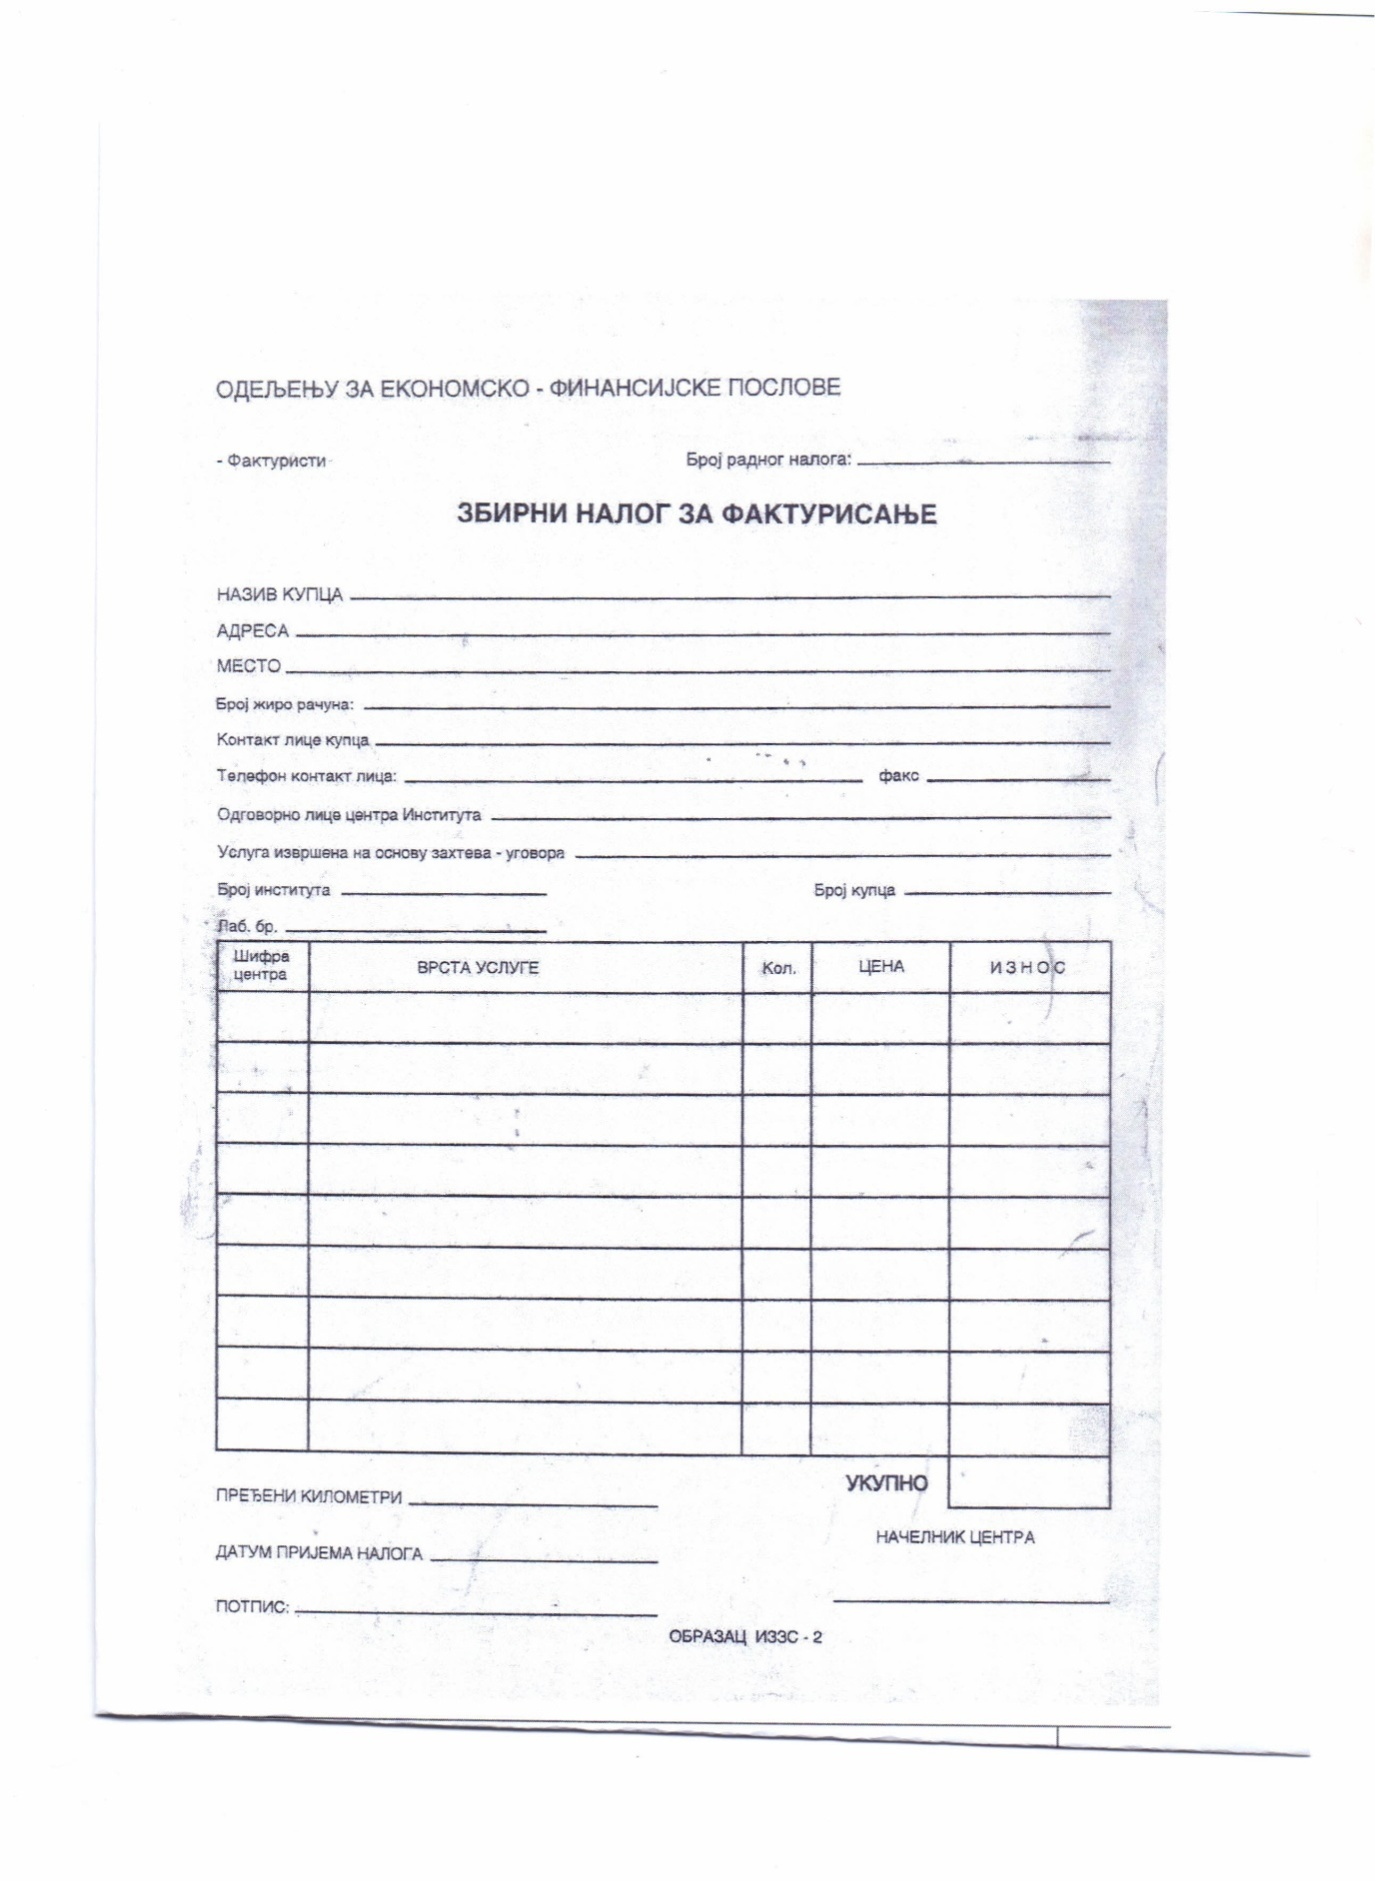 ОДЕЉЕЊУ ЗА ЕКОНОМСКО - ФИНАНСИЈСКЕ ПОСЛОВЕ
- Фактуристи Број радног налога:
ЗБИРНИ НАЛОГ ЗА ФАКТУРИСАЊЕ
НАЗИВ КУПЦА
АДРЕСА
МЕСТО
Број жиро рачуна:
Контакт лице купца
Телефон контакт лица: факс
Одговорно лице центра Института
Услуга извршена на основу захтева - уговора
Број института Број купца
Лаб. бр.
Шифра центра ВРСТА УСЛУГЕ Кол. ЦЕНА ИЗНОС
УКУПНО
ПРЕЂЕНИ КИЛОМЕТРИ
НАЧЕЛНИК ЦЕНТРА
ДАТУМ ПРИЈЕМА НАЛОГА
ПОТПИС:
ОБРАЗАЦ ИЗЗС - 2